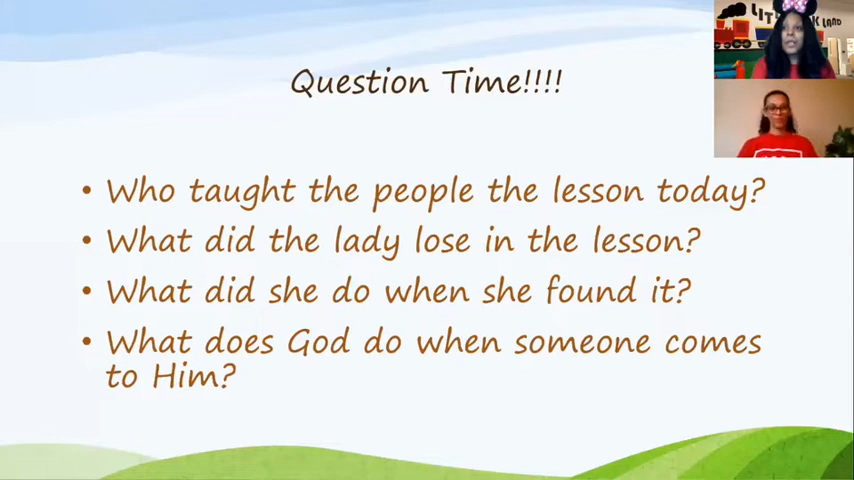 Question Time!!!!
• Who taught the people the lesson today?
• What did the lady lose in the lesson?
• What did she do when she found it?
• What does God do when someone comes
to Him?
LAND